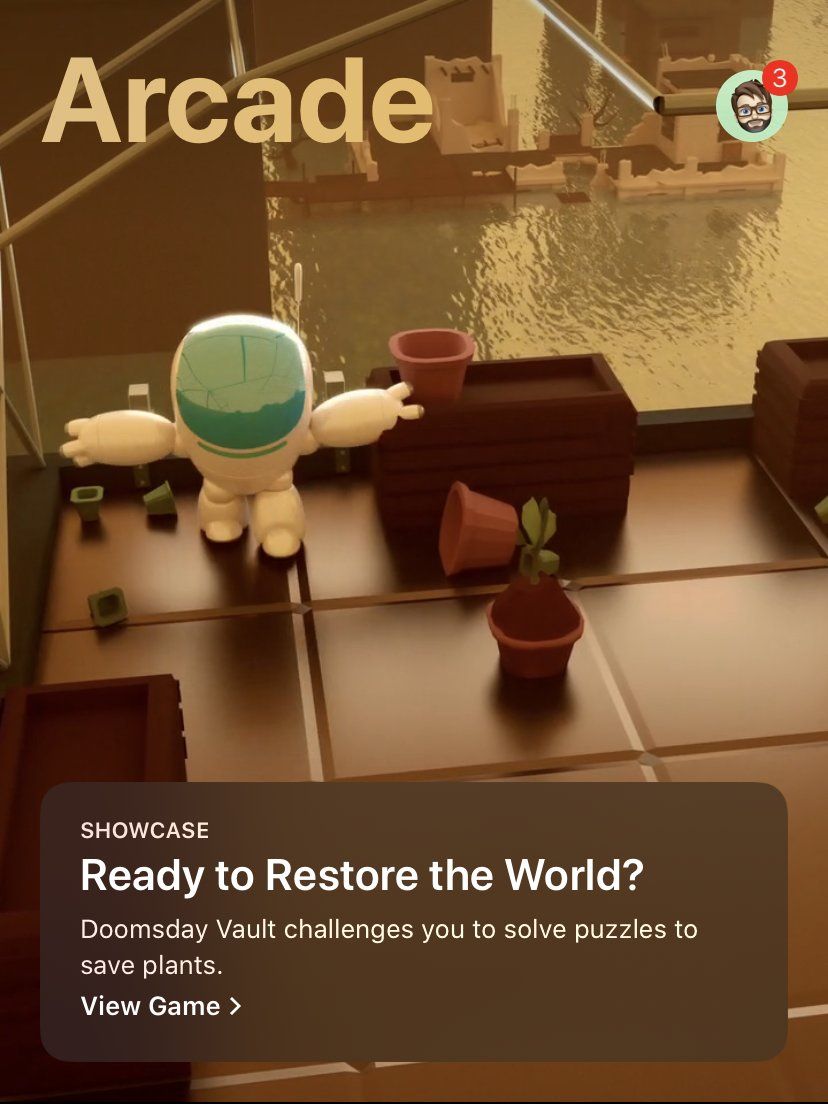 Arcade
3
SHOWCASE
Ready to Restore the World?
Doomsday Vault challenges you to solve puzzles to
save plants.
View Game >